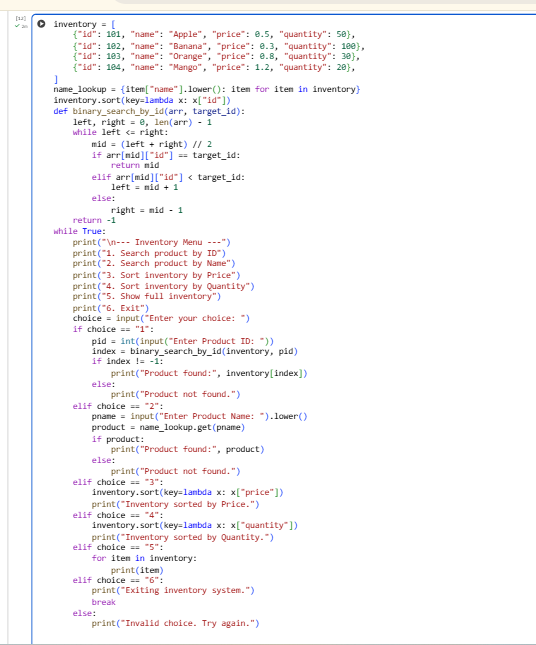 [12]
inventory = [
    {"id": 101, "name": "Apple", "price": 0.5, "quantity": 50},
    {"id": 102, "name": "Banana", "price": 0.3, "quantity": 100},
    {"id": 103, "name": "Orange", "price": 0.8, "quantity": 30},
    {"id": 104, "name": "Mango", "price": 1.2, "quantity": 20},
]
name_lookup = {item["name"].lower(): item for item in inventory}
inventory.sort(key=lambda x: x["id"])
def binary_search_by_id(arr, target_id):
    left, right = 0, len(arr) - 1
    while left <= right:
        mid = (left + right) // 2
        if arr[mid]["id"] == target_id:
            return mid
        elif arr[mid]["id"] < target_id:
            left = mid + 1
        else:
            right = mid - 1
    return -1
while True:
    print("\n--- Inventory Menu ---")
    print("1. Search product by ID")
    print("2. Search product by Name")
    print("3. Sort inventory by Price")
    print("4. Sort inventory by Quantity")
    print("5. Show full inventory")
    print("6. Exit")
    choice = input("Enter your choice: ")
    if choice == "1":
        pid = int(input("Enter Product ID: "))
        index = binary_search_by_id(inventory, pid)
        if index != -1:
            print("Product found:", inventory[index])
        else:
            print("Product not found.")
    elif choice == "2":
        pname = input("Enter Product Name: ").lower()
        product = name_lookup.get(pname)
        if product:
            print("Product found:", product)
        else:
            print("Product not found.")
    elif choice == "3":
        inventory.sort(key=lambda x: x["price"])
        print("Inventory sorted by Price.")
    elif choice == "4":
        inventory.sort(key=lambda x: x["quantity"])
        print("Inventory sorted by Quantity.")
    elif choice == "5":
        for item in inventory:
            print(item)
    elif choice == "6":
        print("Exiting inventory system.")
        break
    else:
        print("Invalid choice. Try again.")